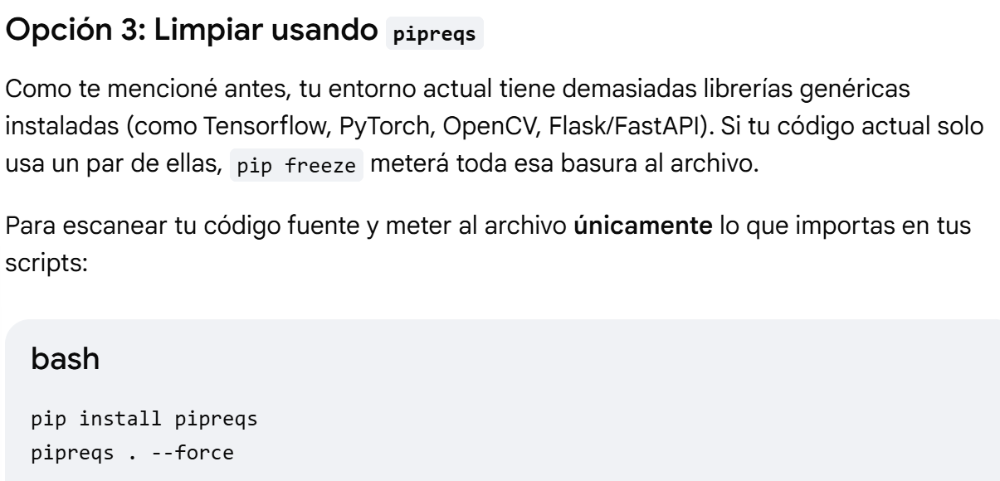 Opción 3: Limpiar usando pipreqs
Como te mencioné antes, tu entorno actual tiene demasiadas librerías genéricas
instaladas (como Tensorflow, PyTorch, OpenCV, Flask/FastAPI). Si tu código actual solo
usa un par de ellas, pip freeze meterá toda esa basura al archivo.
Para escanear tu código fuente y meter al archivo únicamente lo que importas en tus
scripts:
bash
pip install pipreqs
pipreqs . --force